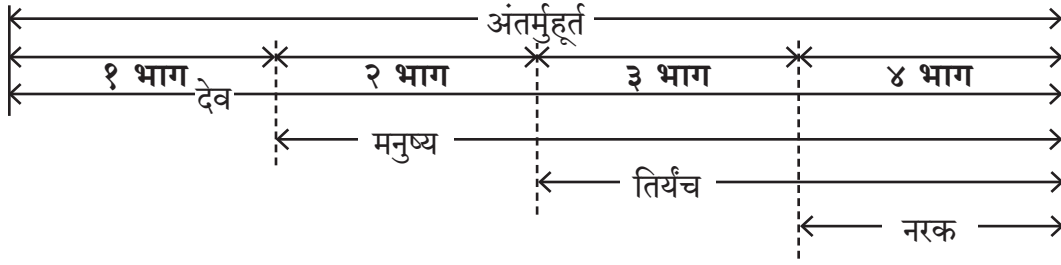 अंतर्मुहूर्त
१ भाग २ भाग ३ भाग ४ भाग
देव
मनुष्य
तिर्यंच
नरक